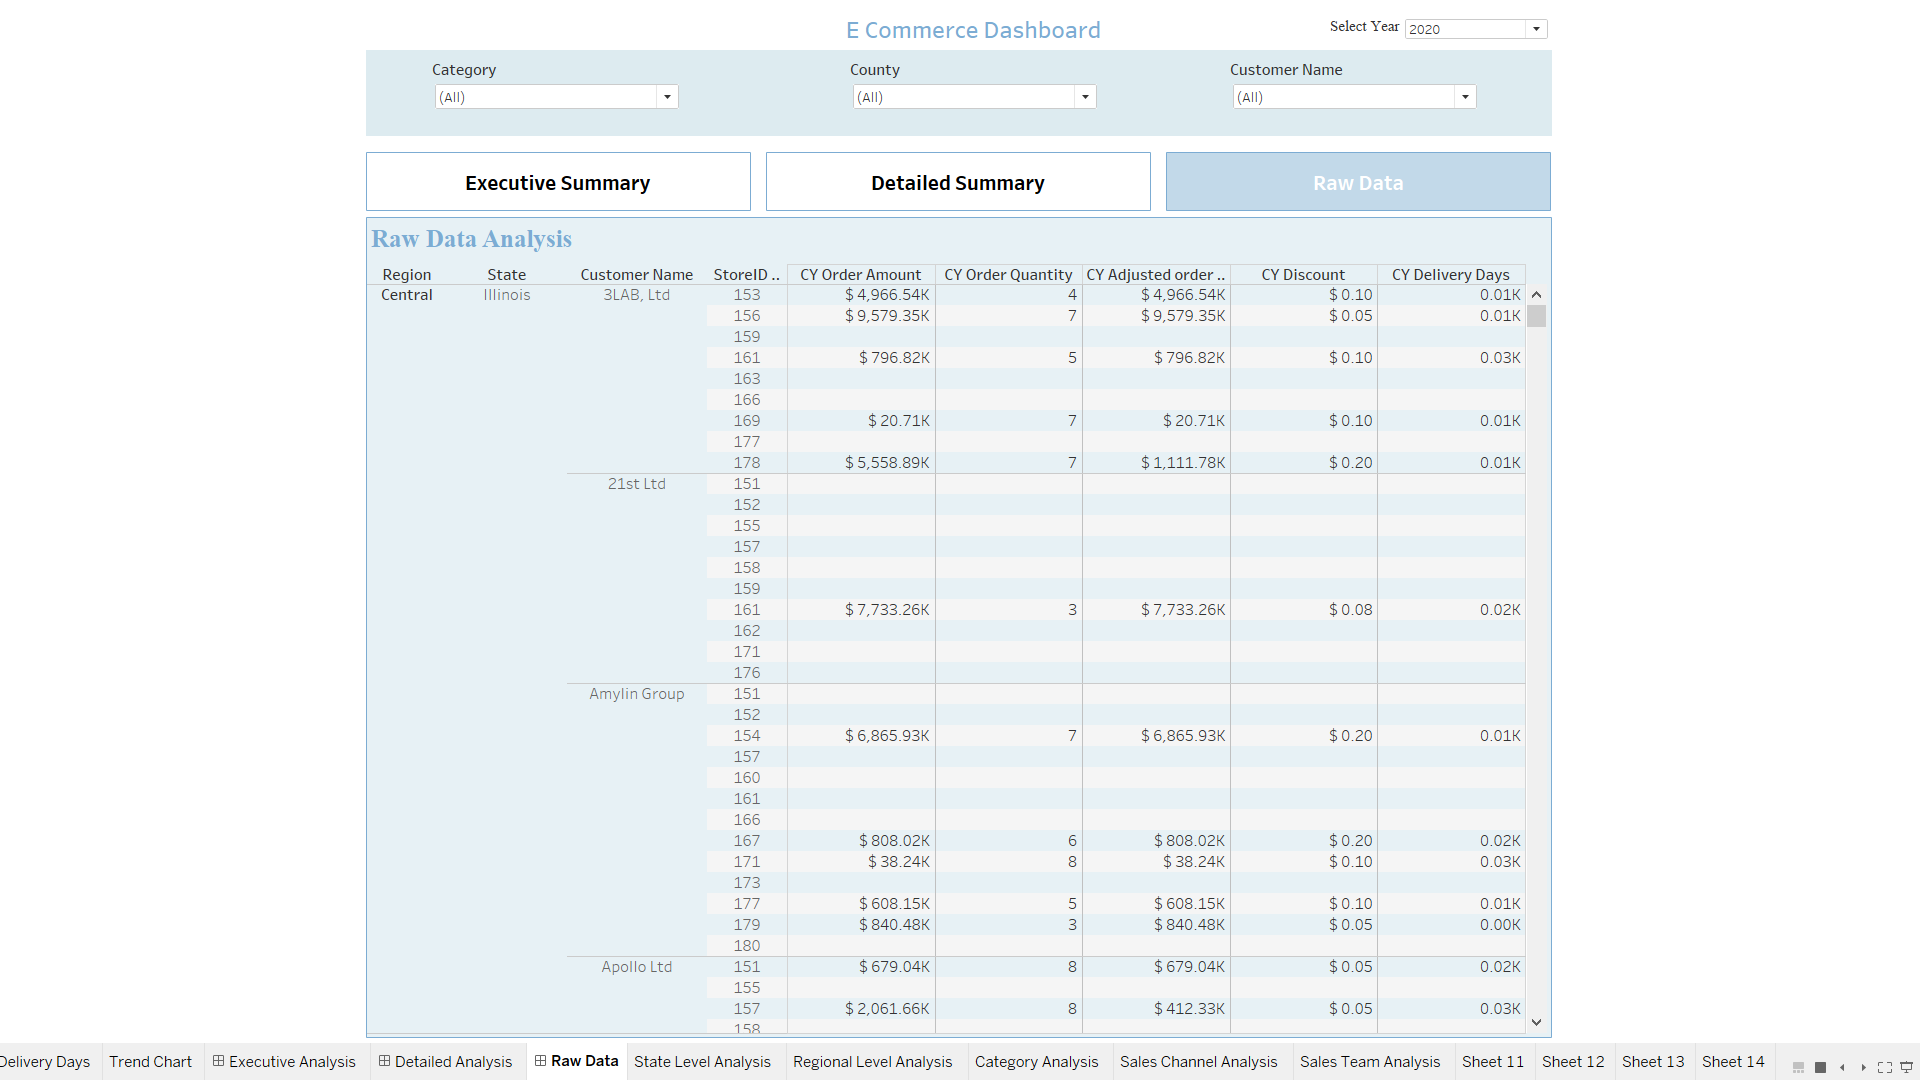 E Commerce Dashboard
Select Year 2020
Category County Customer Name
(All) (All) (All)
Executive Summary Detailed Summary Raw Data
Raw Data Analysis
Region State Customer Name StoreID .. CY Order Amount CY Order Quantity CY Adjusted order .. CY Discount CY Delivery Days
Central Illinois 3LAB, Ltd 153 $ 4,966.54K 4 $ 4,966.54K $ 0.10 0.01K
156 $ 9,579.35K 7 $ 9,579.35K $ 0.05 0.01K
159
161 $ 796.82K 5 $ 796.82K $ 0.10 0.03K
163
166
169 $ 20.71K 7 $ 20.71K $ 0.10 0.01K
177
178 $ 5,558.89K 7 $ 1,111.78K $ 0.20 0.01K
21st Ltd 151
152
155
157
158
159
161 $ 7,733.26K 3 $ 7,733.26K $ 0.08 0.02K
162
171
176
Amylin Group 151
152
154 $ 6,865.93K 7 $ 6,865.93K $ 0.20 0.01K
157
160
161
166
167 $ 808.02K 6 $ 808.02K $ 0.20 0.02K
171 $ 38.24K 8 $ 38.24K $ 0.10 0.03K
173
177 $ 608.15K 5 $ 608.15K $ 0.10 0.01K
179 $ 840.48K 3 $ 840.48K $ 0.05 0.00K
180
Apollo Ltd 151 $ 679.04K 8 $ 679.04K $ 0.05 0.02K
155
157 $ 2,061.66K 8 $ 412.33K $ 0.05 0.03K
158
Delivery Days Trend Chart Executive Analysis Detailed Analysis Raw Data State Level Analysis Regional Level Analysis Category Analysis Sales Channel Analysis Sales Team Analysis Sheet 11 Sheet 12 Sheet 13 Sheet 14